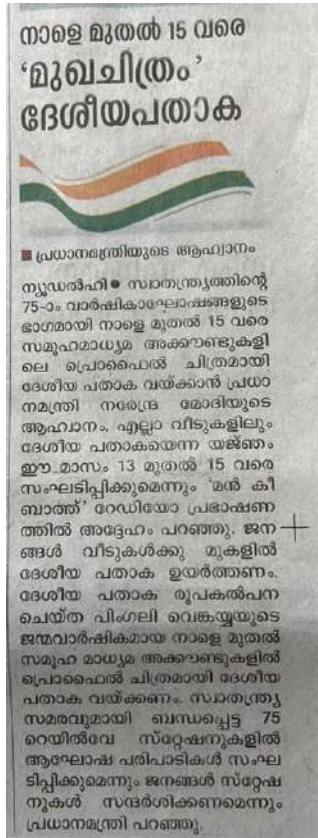 നാളെ മുതൽ 15 വരെ
‘മുഖചിത്രം’
ദേശീയപതാക
പ്രധാനമന്ത്രിയുടെ ആഹ്വാനം
ന്യൂഡൽഹി ● സ്വാതന്ത്ര്യത്തിന്റെ
75-ാം വാർഷികാഘോഷങ്ങളുടെ
ഭാഗമായി നാളെ മുതൽ 15 വരെ
സമൂഹമാധ്യമ അക്കൗണ്ടുകളി
ലെ പ്രൊഫൈൽ ചിത്രമായി
ദേശീയ പതാക വയ്ക്കാൻ പ്രധാ
നമന്ത്രി നരേന്ദ്ര മോദിയുടെ
ആഹ്വാനം. എല്ലാ വീടുകളിലും
ദേശീയ പതാകയെന്ന യജ്ഞം
ഈ മാസം 13 മുതൽ 15 വരെ
സംഘടിപ്പിക്കുമെന്നും ‘മൻ കീ
ബാത്ത്’ റേഡിയോ പ്രഭാഷണ
ത്തിൽ അദ്ദേഹം പറഞ്ഞു. ജന
ങ്ങൾ വീടുകൾക്കു മുകളിൽ
ദേശീയ പതാക ഉയർത്തണം.
ദേശീയ പതാക രൂപകൽപന
ചെയ്ത പിംഗലി വെങ്കയ്യയുടെ
ജന്മവാർഷികമായ നാളെ മുതൽ
സമൂഹ മാധ്യമ അക്കൗണ്ടുകളിൽ
പ്രൊഫൈൽ ചിത്രമായി ദേശീയ
പതാക വയ്ക്കണം. സ്വാതന്ത്ര്യ
സമരവുമായി ബന്ധപ്പെട്ട 75
റെയിൽവേ സ്റ്റേഷനുകളിൽ
ആഘോഷ പരിപാടികൾ സംഘ
ടിപ്പിക്കുമെന്നും ജനങ്ങൾ സ്റ്റേഷ
നുകൾ സന്ദർശിക്കണമെന്നും
പ്രധാനമന്ത്രി പറഞ്ഞു.